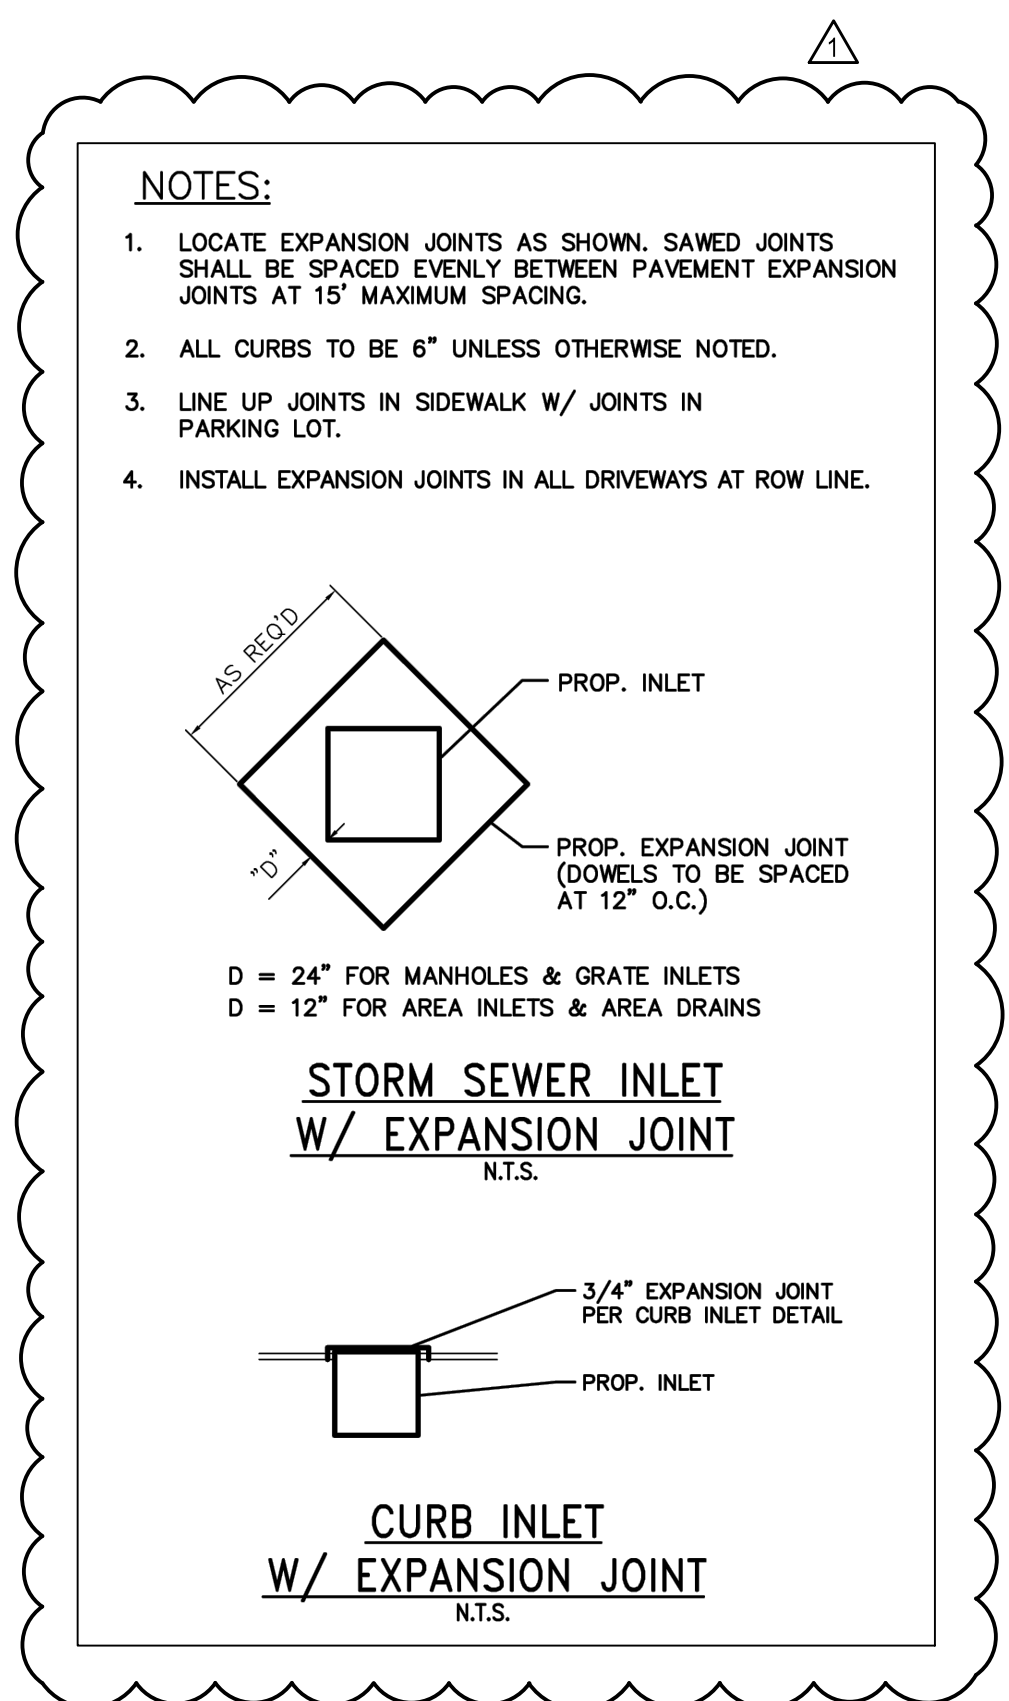 1
NOTES:
1. LOCATE EXPANSION JOINTS AS SHOWN. SAWED JOINTS
SHALL BE SPACED EVENLY BETWEEN PAVEMENT EXPANSION
JOINTS AT 15' MAXIMUM SPACING.
2. ALL CURBS TO BE 6" UNLESS OTHERWISE NOTED.
3. LINE UP JOINTS IN SIDEWALK W/ JOINTS IN
PARKING LOT.
4. INSTALL EXPANSION JOINTS IN ALL DRIVEWAYS AT ROW LINE.
AS REQ'D
PROP. INLET
"D"
PROP. EXPANSION JOINT
(DOWELS TO BE SPACED
AT 12" O.C.)
D = 24" FOR MANHOLES & GRATE INLETS
D = 12" FOR AREA INLETS & AREA DRAINS
STORM SEWER INLET
W/ EXPANSION JOINT
N.T.S.
3/4" EXPANSION JOINT
PER CURB INLET DETAIL
PROP. INLET
CURB INLET
W/ EXPANSION JOINT
N.T.S.